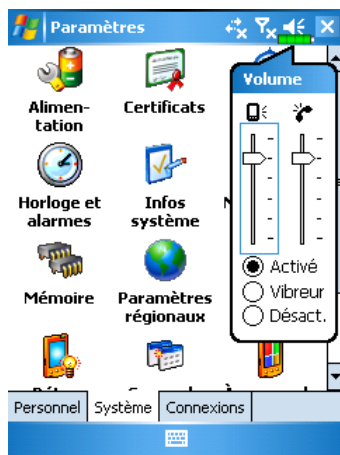 Paramètres
Volume
Alimen-
tation
Certificats
Horloge et
alarmes
Infos
système
Activé
Vibreur
Désact.
Mémoire
Paramètres
régionaux
Personnel
Système
Connexions